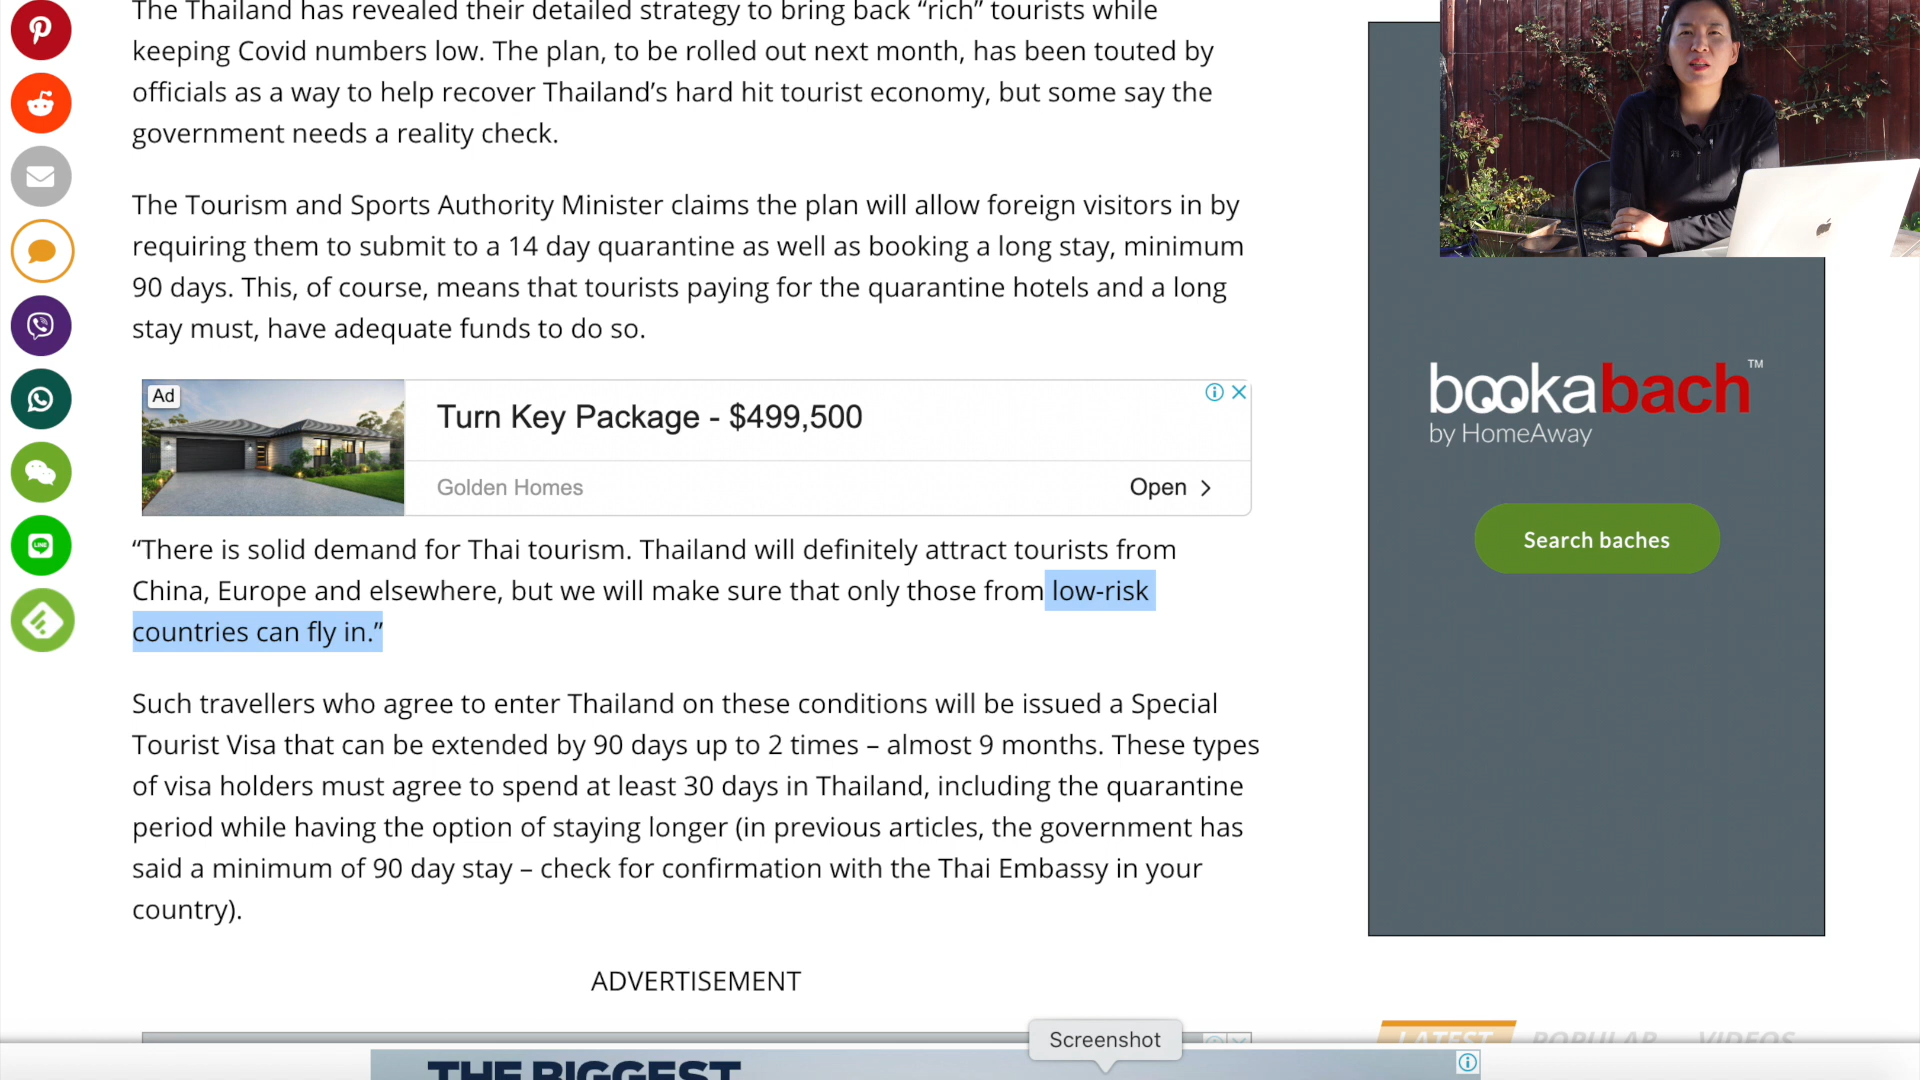 The Thailand has revealed their detailed strategy to bring back “rich” tourists while
keeping Covid numbers low. The plan, to be rolled out next month, has been touted by
officials as a way to help recover Thailand’s hard hit tourist economy, but some say the
government needs a reality check.
The Tourism and Sports Authority Minister claims the plan will allow foreign visitors in by
requiring them to submit to a 14 day quarantine as well as booking a long stay, minimum
90 days. This, of course, means that tourists paying for the quarantine hotels and a long
stay must, have adequate funds to do so.
Ad
Turn Key Package - $499,500
Golden Homes
Open
“There is solid demand for Thai tourism. Thailand will definitely attract tourists from
China, Europe and elsewhere, but we will make sure that only those from low-risk
countries can fly in.”
Such travellers who agree to enter Thailand on these conditions will be issued a Special
Tourist Visa that can be extended by 90 days up to 2 times – almost 9 months. These types
of visa holders must agree to spend at least 30 days in Thailand, including the quarantine
period while having the option of staying longer (in previous articles, the government has
said a minimum of 90 day stay – check for confirmation with the Thai Embassy in your
country).
ADVERTISEMENT
bookabach™
by HomeAway
Search baches
LATEST POPULAR VIDEOS
Screenshot
THE BIGGEST
LINE